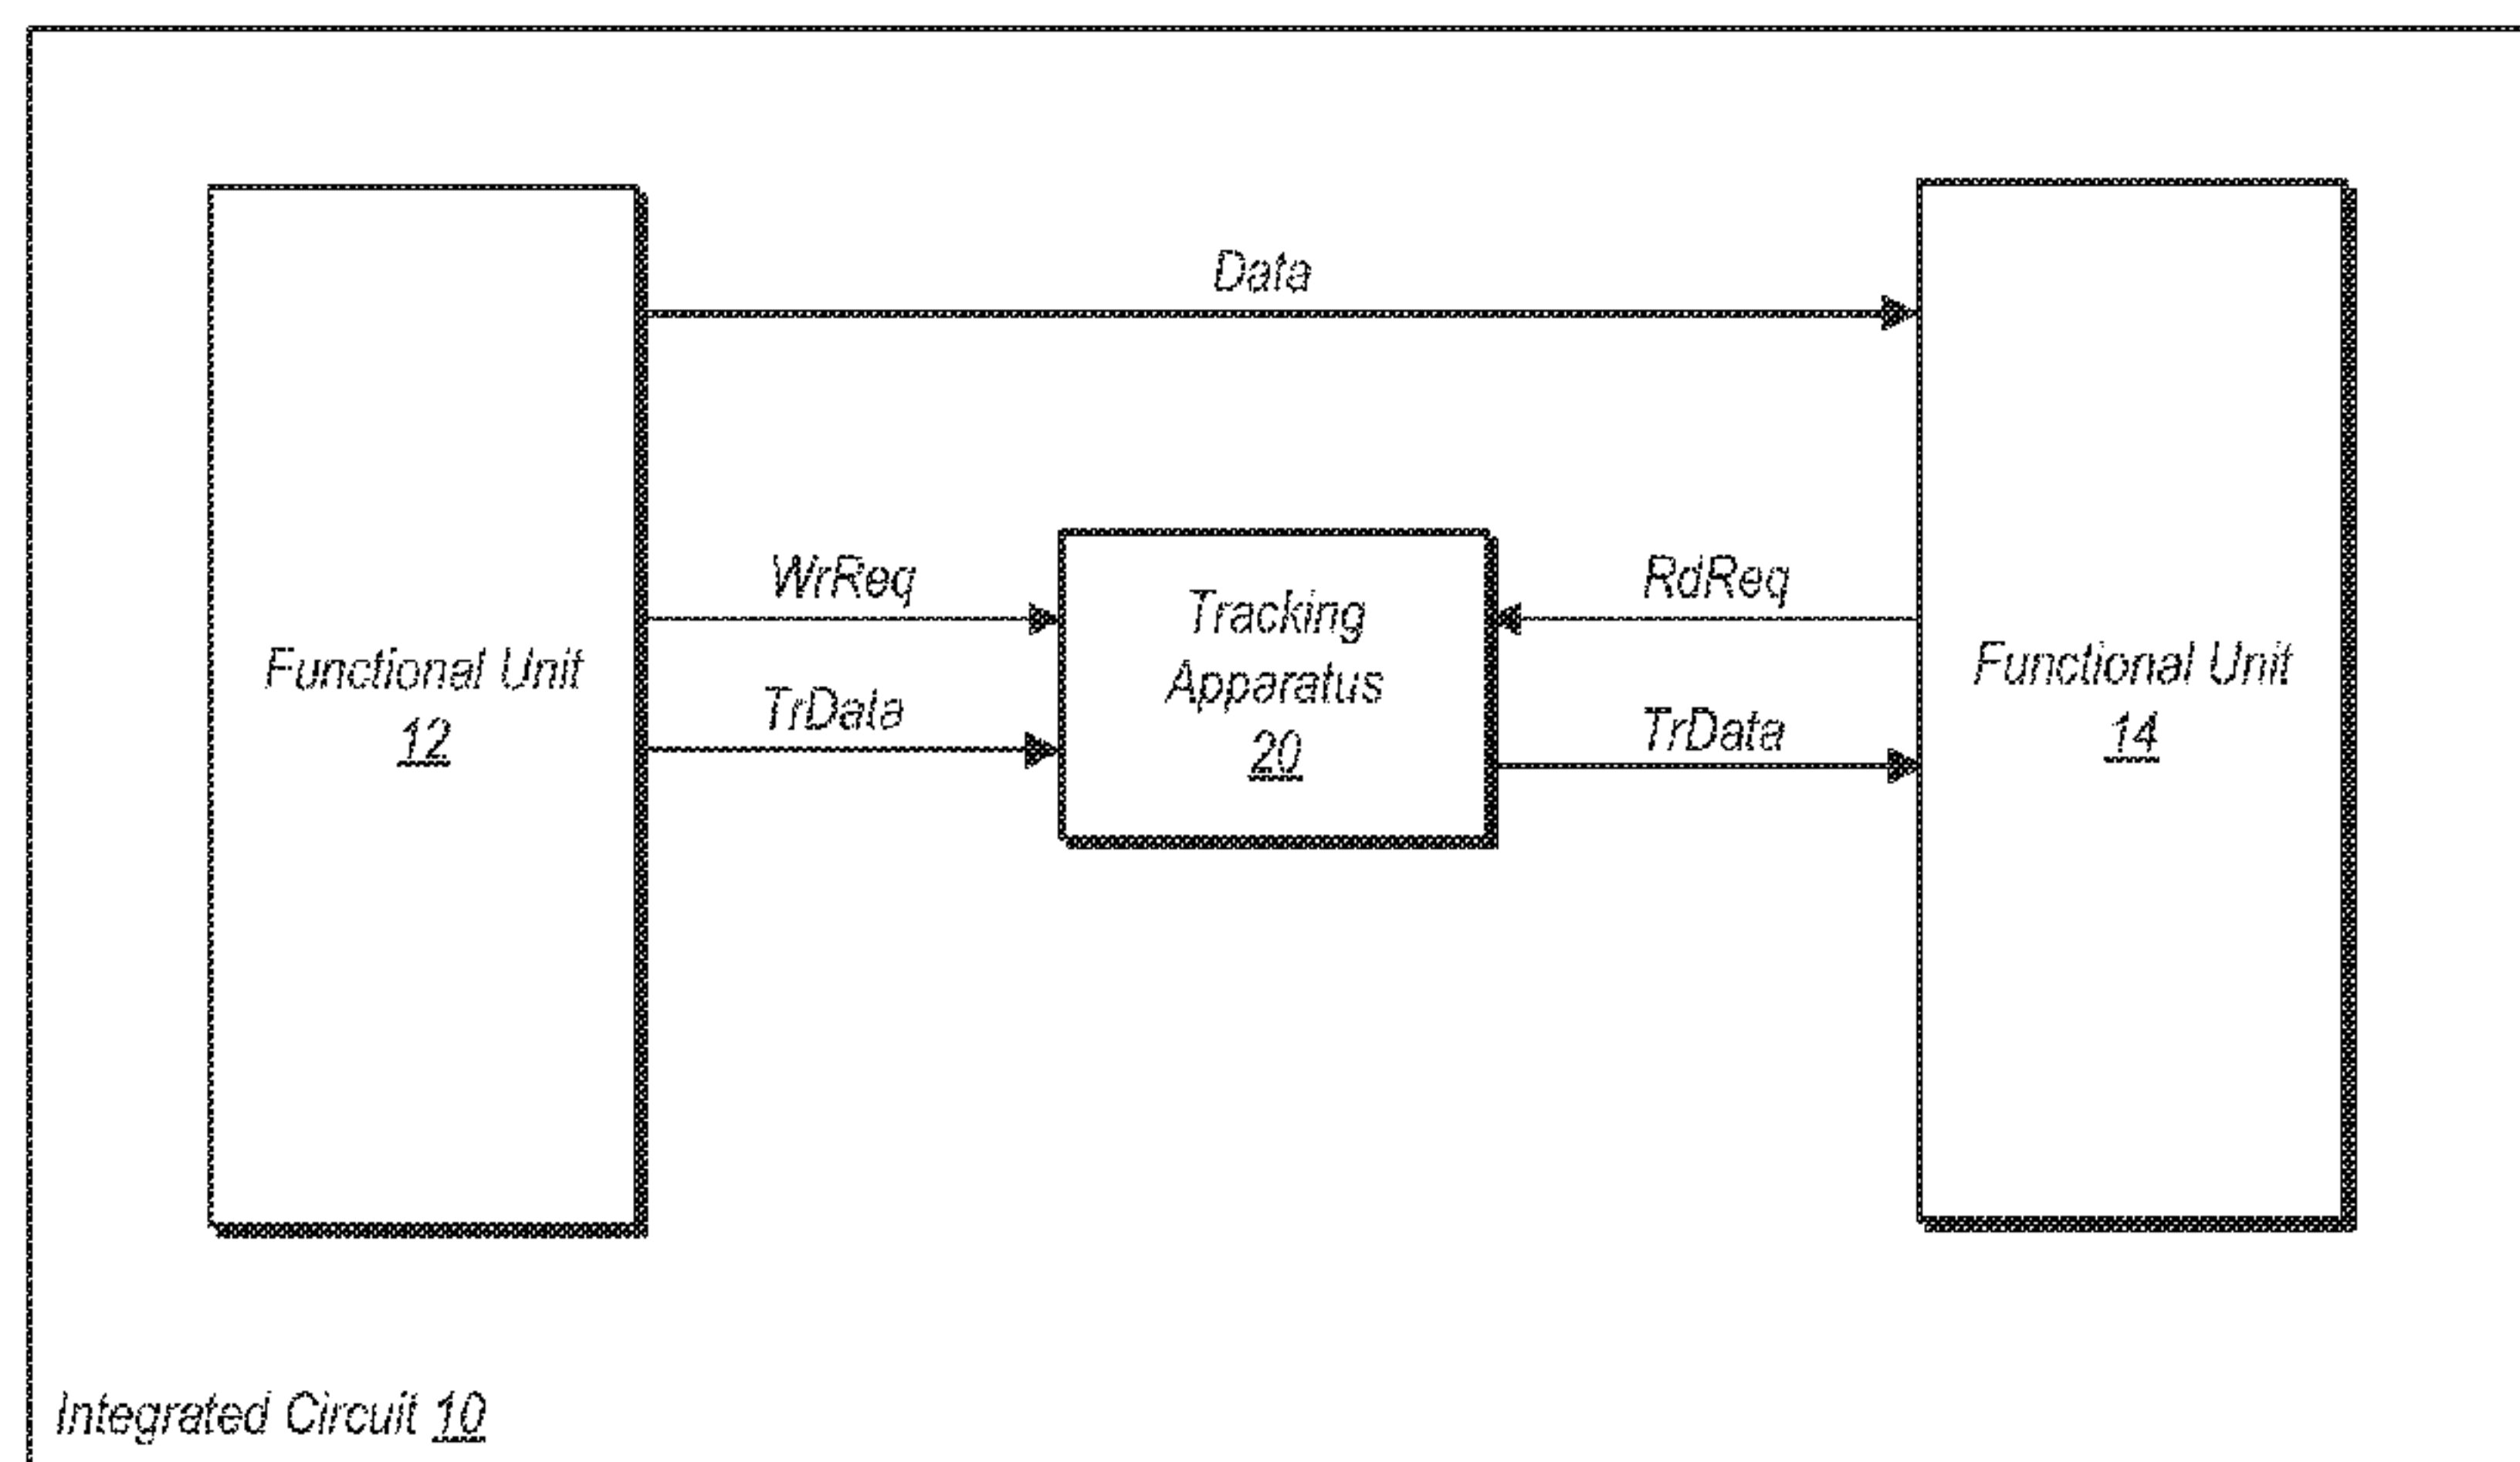 Data
WrReq
RdReq
Tracking
Apparatus
20
Functional Unit
12
Functional Unit
14
TrData
TrData
Integrated Circuit 10